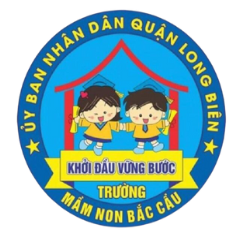 ỦY BAN NHÂN DÂN QUẬN LONG BIÊN
KHỞI ĐẦU VỮNG BƯỚC
TRƯỜNG
MẦM NON BẮC CẦU